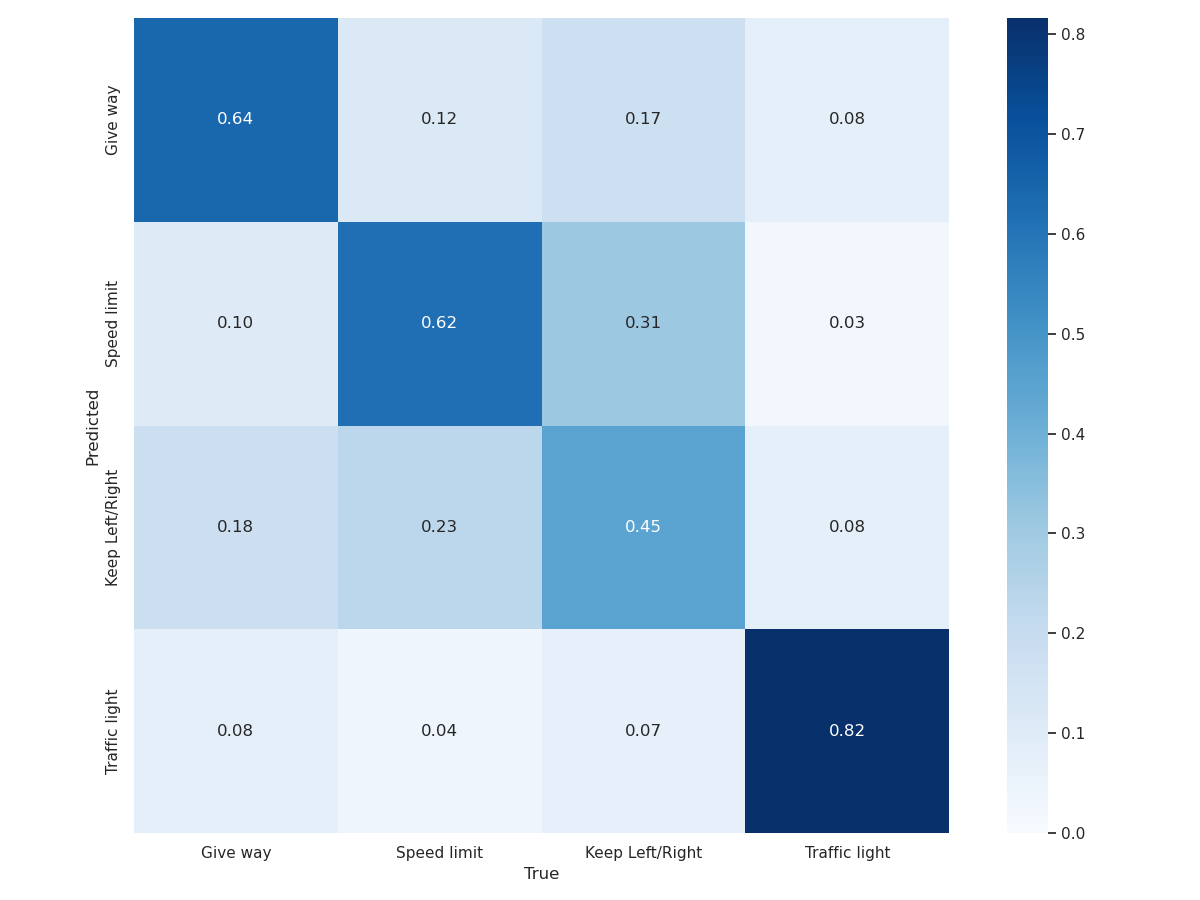 Predicted
Give way
0.64 0.12 0.17 0.08
Speed limit
0.10 0.62 0.31 0.03
Keep Left/Right
0.18 0.23 0.45 0.08
Traffic light
0.08 0.04 0.07 0.82
Give way Speed limit Keep Left/Right Traffic light
True
0.8
0.7
0.6
0.5
0.4
0.3
0.2
0.1
0.0